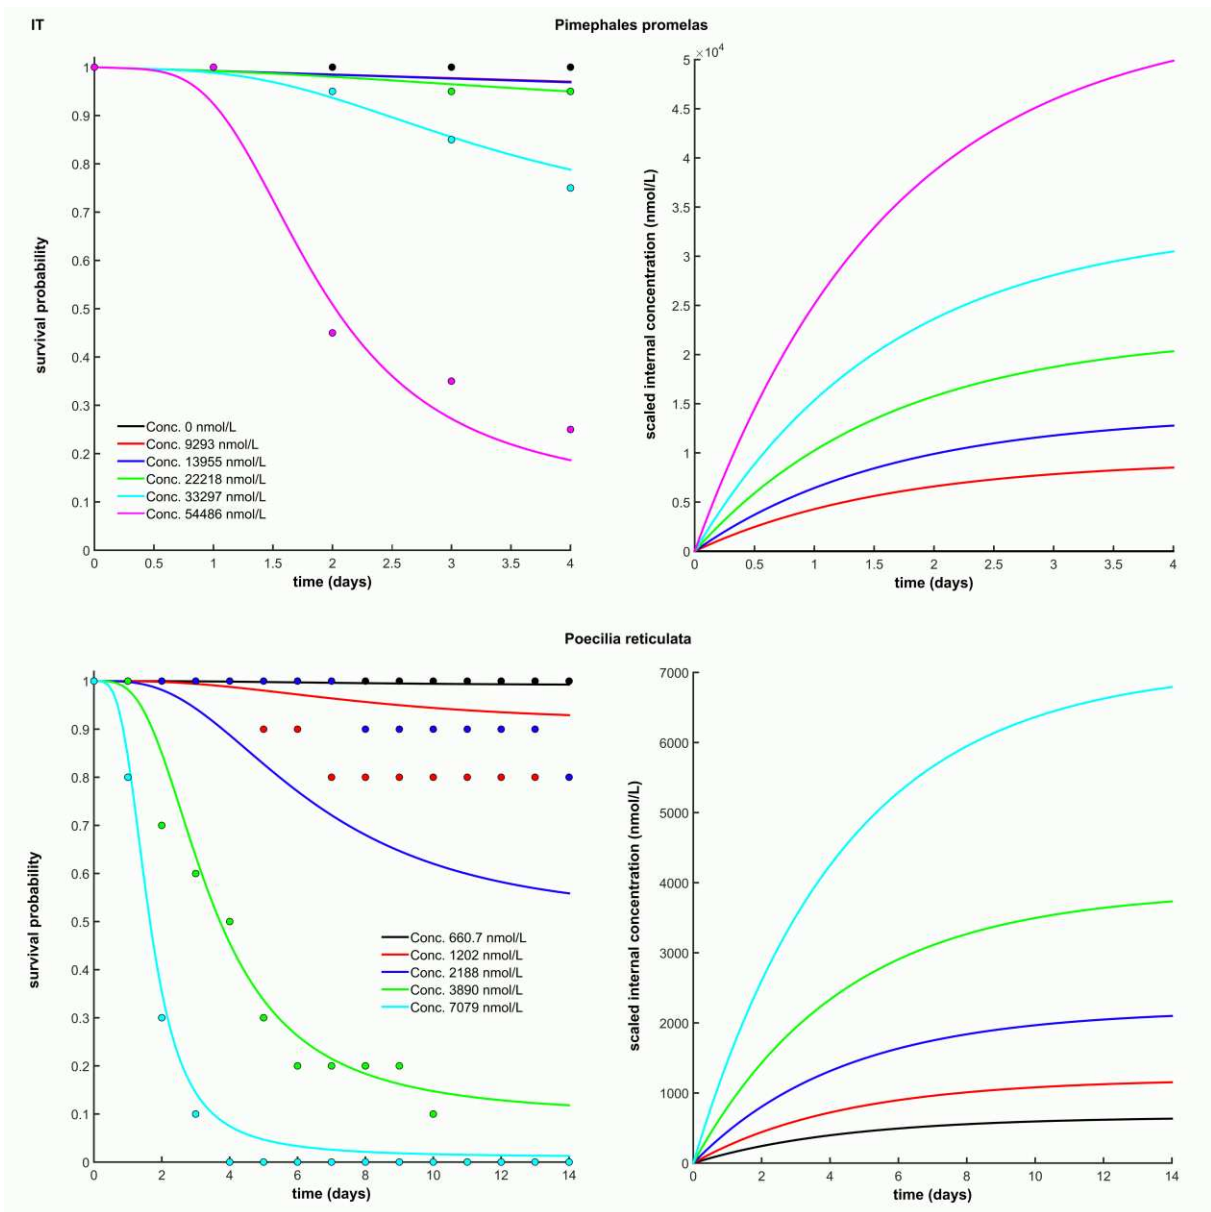 IT
Pimephales promelas
survival probability
1
0.9
0.8
0.7
0.6
0.5
0.4
0.3
0.2
0.1
0
Conc. 0 nmol/L
Conc. 9293 nmol/L
Conc. 13955 nmol/L
Conc. 22218 nmol/L
Conc. 33297 nmol/L
Conc. 54486 nmol/L
0 0.5 1 1.5 2 2.5 3 3.5 4
time (days)
×10⁴
scaled internal concentration (nmol/L)
5
4.5
4
3.5
3
2.5
2
1.5
1
0.5
0
0 0.5 1 1.5 2 2.5 3 3.5 4
time (days)
Poecilia reticulata
survival probability
1
0.9
0.8
0.7
0.6
0.5
0.4
0.3
0.2
0.1
0
Conc. 660.7 nmol/L
Conc. 1202 nmol/L
Conc. 2188 nmol/L
Conc. 3890 nmol/L
Conc. 7079 nmol/L
0 2 4 6 8 10 12 14
time (days)
scaled internal concentration (nmol/L)
7000
6000
5000
4000
3000
2000
1000
0
0 2 4 6 8 10 12 14
time (days)